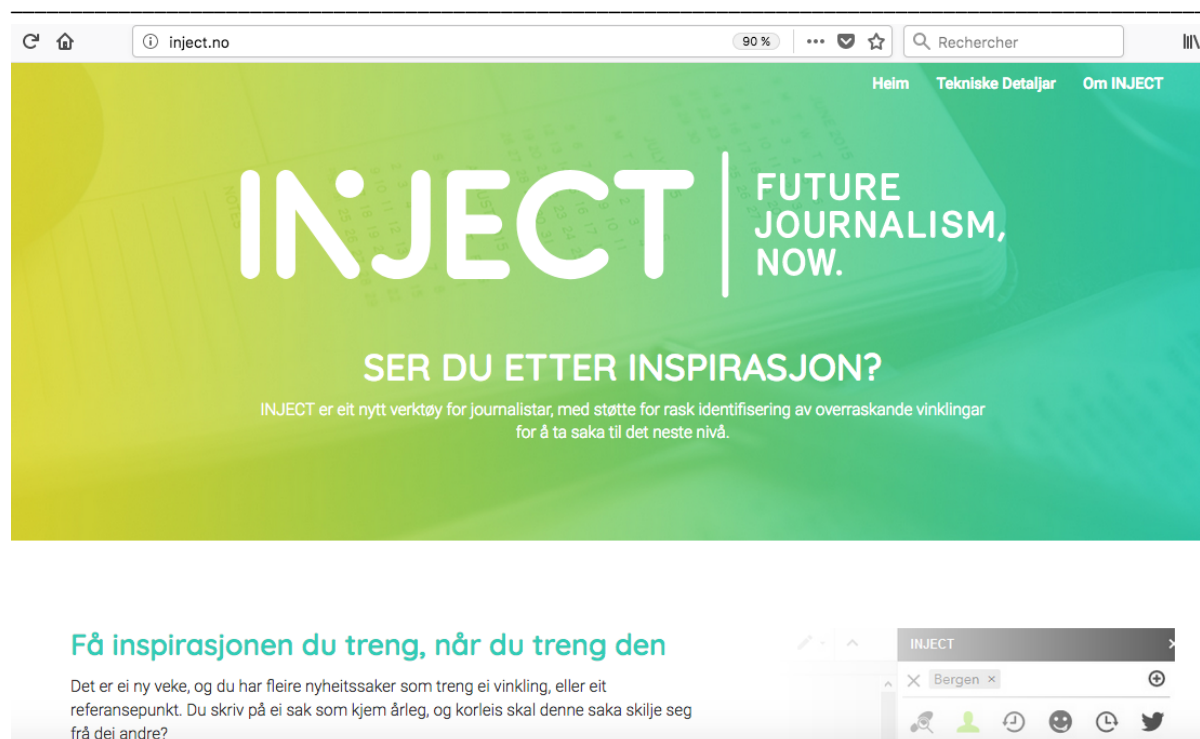 inject.no
90 %
Rechercher
Heim Tekniske Detaljar Om INJECT
INJECT
FUTURE
JOURNALISM,
NOW.
SER DU ETTER INSPIRASJON?
INJECT er eit nytt verktøy for journalistar, med støtte for rask identifisering av overraskande vinklingar
for å ta saka til det neste nivå.
Få inspirasjonen du treng, når du treng den
Det er ei ny veke, og du har fleire nyheitssaker som treng ei vinkling, eller eit
referansepunkt. Du skriv på ei sak som kjem årleg, og korleis skal denne saka skilje seg
frå dei andre?
INJECT
Bergen ×